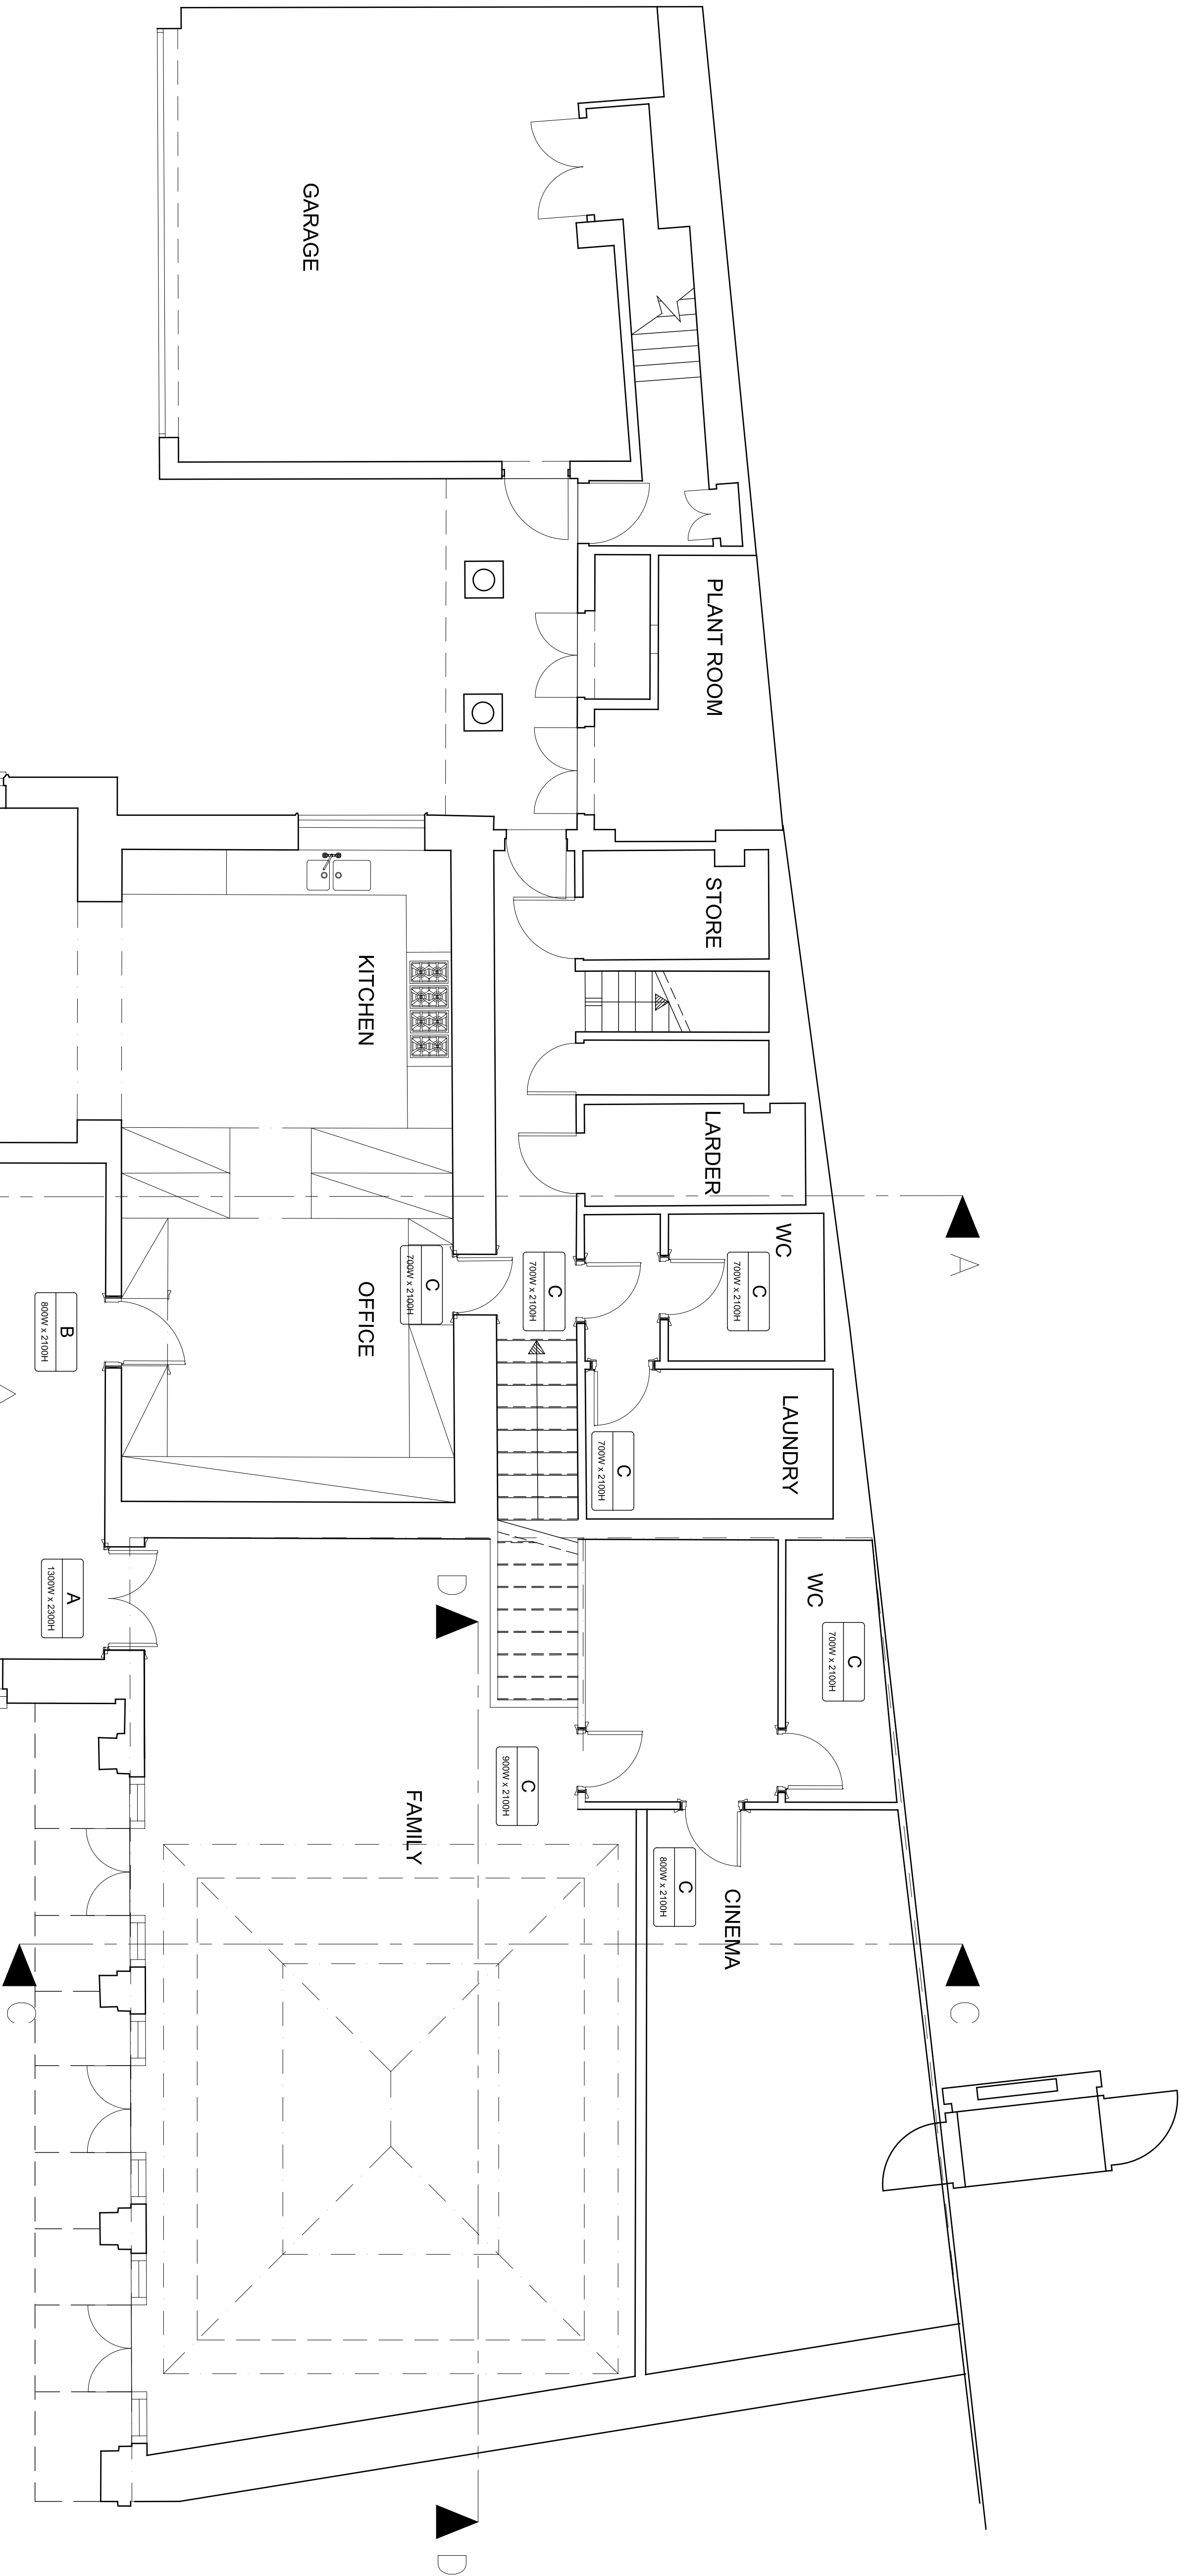 GARAGE
PLANT ROOM
STORE
KITCHEN
LARDER
A
WC
C
700W x 2100H
C
700W x 2100H
C
700W x 2100H
OFFICE
B
800W x 2100H
LAUNDRY
C
700W x 2100H
A
1300W x 2300H
D
WC
C
700W x 2100H
C
900W x 2100H
FAMILY
C
800W x 2100H
CINEMA
C
C
D